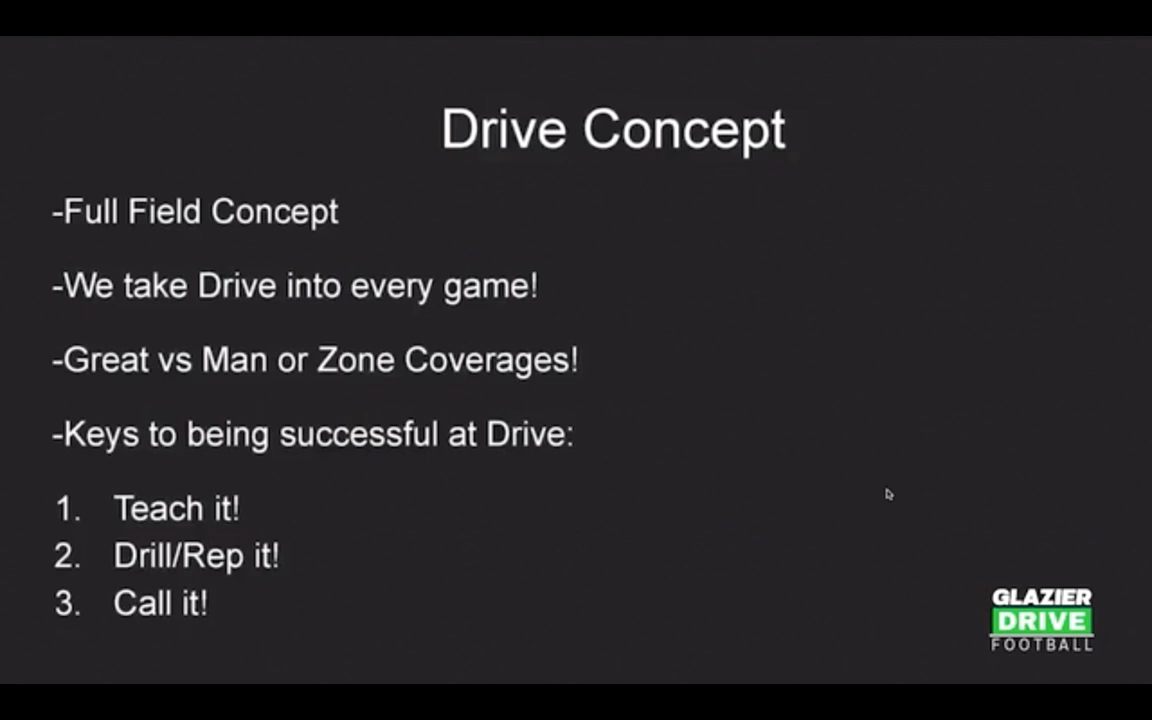 Drive Concept
-Full Field Concept
-We take Drive into every game!
-Great vs Man or Zone Coverages!
-Keys to being successful at Drive:
1. Teach it!
2. Drill/Rep it!
3. Call it!
GLAZIER
DRIVE
FOOTBALL